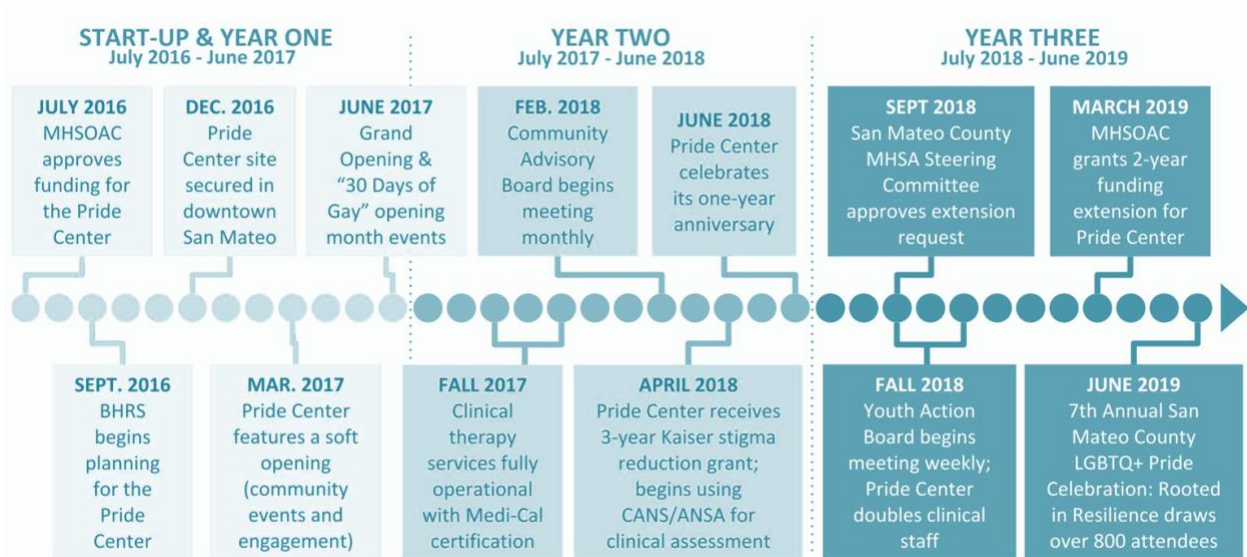 START-UP & YEAR ONE
July 2016 - June 2017
YEAR TWO
July 2017 - June 2018
YEAR THREE
July 2018 - June 2019
JULY 2016
MHSOAC
approves
funding for
the Pride
Center
DEC. 2016
Pride
Center site
secured in
downtown
San Mateo
JUNE 2017
Grand
Opening &
“30 Days of
Gay” opening
month events
FEB. 2018
Community
Advisory
Board begins
meeting
monthly
JUNE 2018
Pride Center
celebrates
its one-year
anniversary
SEPT 2018
San Mateo County
MHSA Steering
Committee
approves extension
request
MARCH 2019
MHSOAC
grants 2-year
funding
extension for
Pride Center
SEPT. 2016
BHRS
begins
planning
for the
Pride
Center
MAR. 2017
Pride Center
features a soft
opening
(community
events and
engagement)
FALL 2017
Clinical
therapy
services fully
operational
with Medi-Cal
certification
APRIL 2018
Pride Center receives
3-year Kaiser stigma
reduction grant;
begins using
CANS/ANSA for
clinical assessment
FALL 2018
Youth Action
Board begins
meeting weekly;
Pride Center
doubles clinical
staff
JUNE 2019
7th Annual San
Mateo County
LGBTQ+ Pride
Celebration: Rooted
in Resilience draws
over 800 attendees